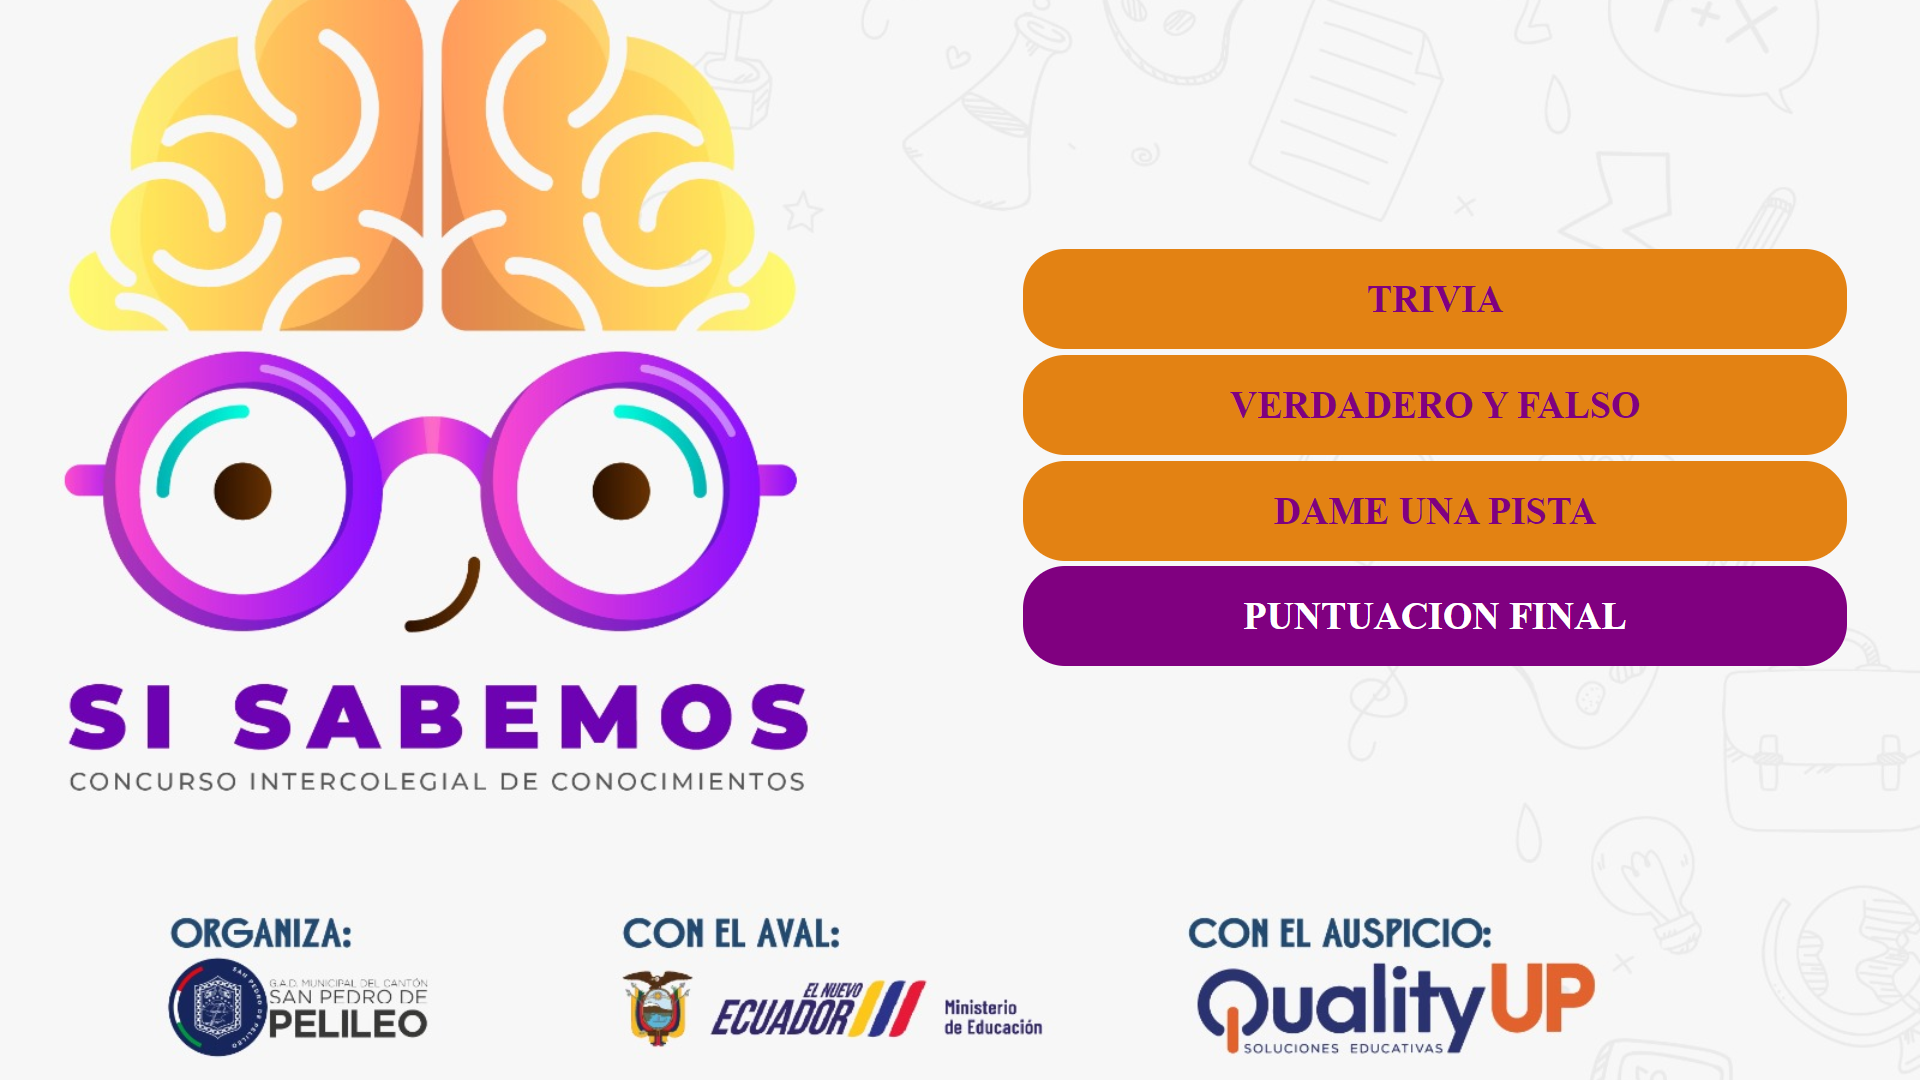 TRIVIA
VERDADERO Y FALSO
DAME UNA PISTA
PUNTUACION FINAL
SI SABEMOS
CONCURSO INTERCOLEGIAL DE CONOCIMIENTOS
ORGANIZA:
G.A.D. MUNICIPAL DEL CANTÓN
SAN PEDRO DE
PELILEO
CON EL AVAL:
EL NUEVO
ECUADOR
Ministerio
de Educación
CON EL AUSPICIO:
QualityUP
SOLUCIONES EDUCATIVAS